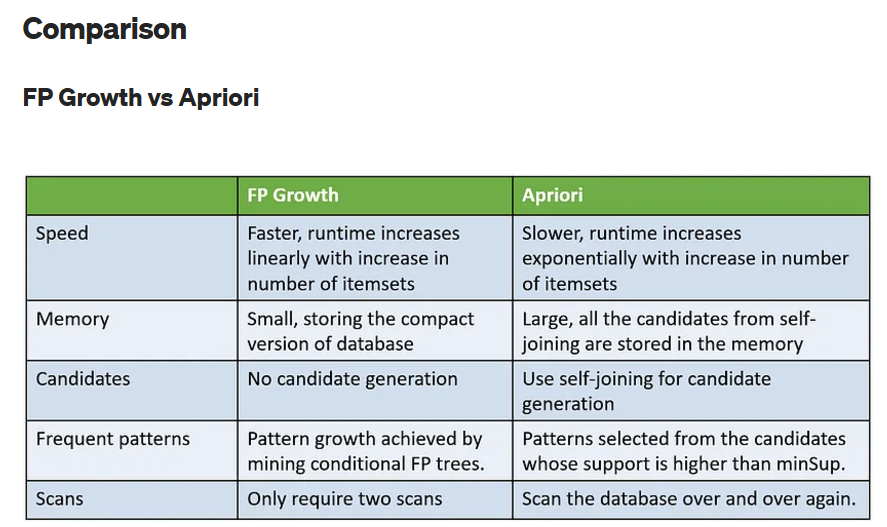 Comparison
FP Growth vs Apriori
FP Growth
Apriori
Speed
Faster, runtime increases
linearly with increase in
number of itemsets
Slower, runtime increases
exponentially with increase in number
of itemsets
Memory
Small, storing the compact
version of database
Large, all the candidates from self-
joining are stored in the memory
Candidates
No candidate generation
Use self-joining for candidate
generation
Frequent patterns
Pattern growth achieved by
mining conditional FP trees.
Patterns selected from the candidates
whose support is higher than minSup.
Scans
Only require two scans
Scan the database over and over again.